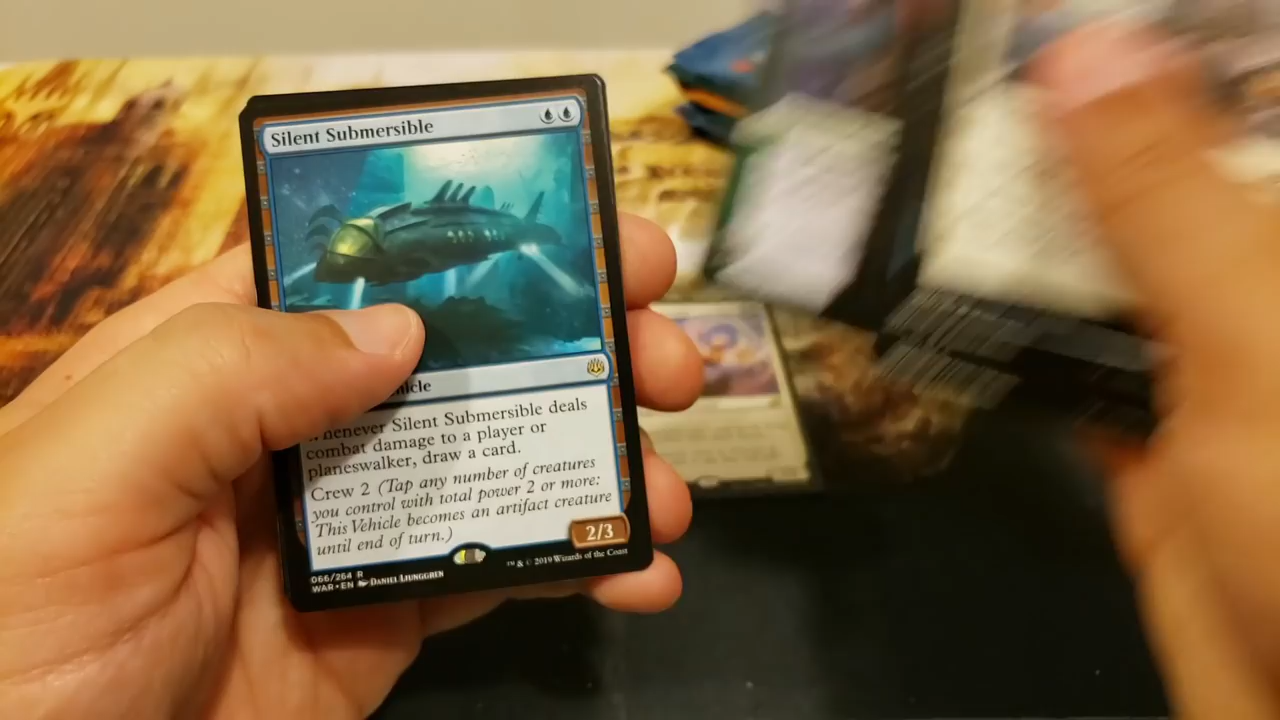 Silent Submersible
hicle
henever Silent Submersible deals
combat damage to a player or
planeswalker, draw a card.
Crew 2 (Tap any number of creatures
you control with total power 2 or more:
This Vehicle becomes an artifact creature
until end of turn.)
2/3
066/264 R
WAR • EN DANIEL LJUNGGREN
™ & © 2019 Wizards of the Coast